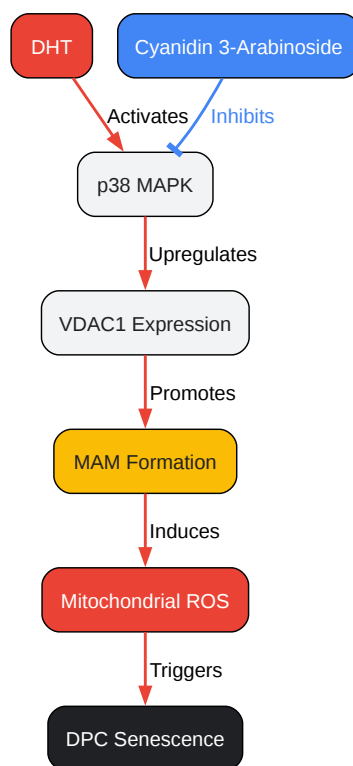 DHT
Cyanidin 3-Arabinoside
Activates
Inhibits
p38 MAPK
Upregulates
VDAC1 Expression
Promotes
MAM Formation
Induces
Mitochondrial ROS
Triggers
DPC Senescence